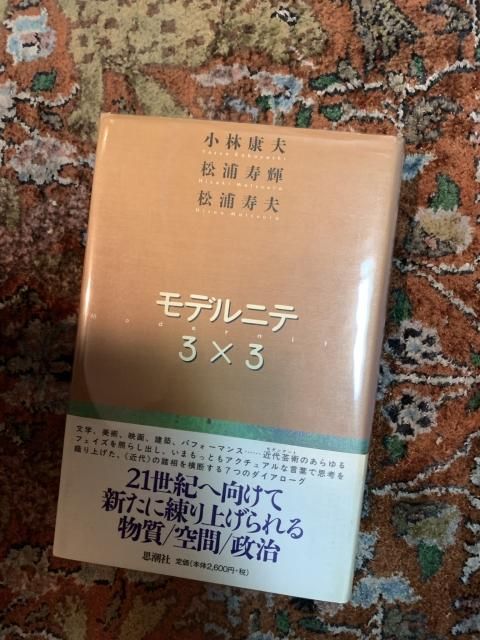 小林康夫
Yasuo Kobayashi
松浦寿輝
Hisaki Matsuura
松浦寿夫
Hisao Matsuura
モデルニテ
Modernit
3×3
文学、美術、映画、建築、パフォーマンス……近代芸術のあらゆる
フェイズを照らし出し、いまもっともアクチュアルな言葉で思考を
織り上げた、《近代》の諸相を横断する7つのダイアローグ
21世紀へ向けて
新たに練り上げられる
物質/空間/政治
思潮社 定価(本体2,600円+税)